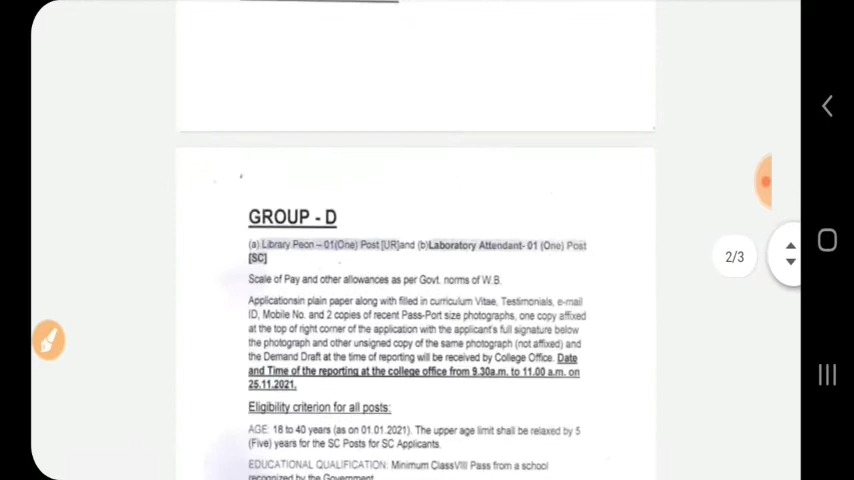 GROUP - D
(a) Library Peon – 01(One) Post [UR]and (b)Laboratory Attendant- 01 (One) Post
[SC]
Scale of Pay and other allowances as per Govt. norms of W.B.
Applicationsin plain paper along with filled in curriculum Vitae, Testimonials, e-mail
ID, Mobile No. and 2 copies of recent Pass-Port size photographs, one copy affixed
at the top of right corner of the application with the applicant's full signature below
the photograph and other unsigned copy of the same photograph (not affixed) and
the Demand Draft at the time of reporting will be received by College Office. Date
and Time of the reporting at the college office from 9.30a.m. to 11.00 a.m. on
25.11.2021.
Eligibility criterion for all posts:
AGE: 18 to 40 years (as on 01.01.2021). The upper age limit shall be relaxed by 5
(Five) years for the SC Posts for SC Applicants.
EDUCATIONAL QUALIFICATION: Minimum ClassVIII Pass from a school
recognized by the Government.
2/3